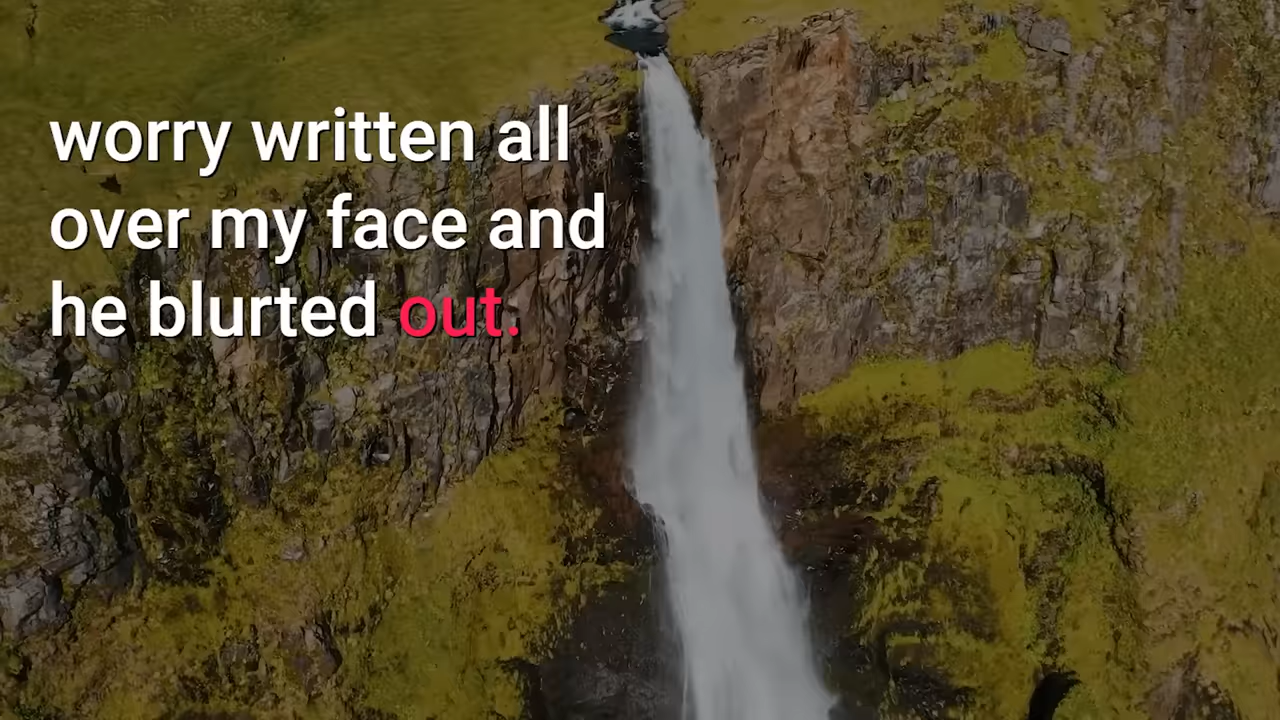 worry written all
over my face and
he blurted out.